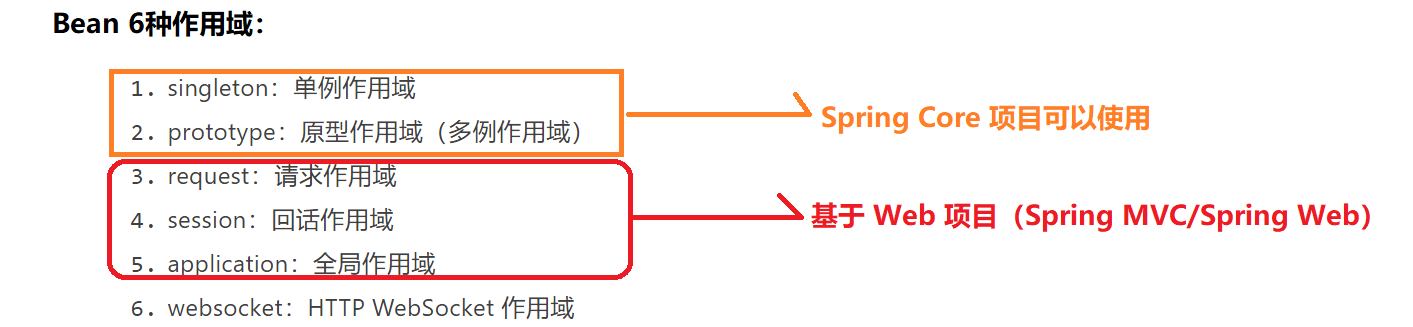 Bean 6种作用域：
1. singleton：单例作用域
2. prototype：原型作用域（多例作用域）
Spring Core 项目可以使用
3. request：请求作用域
4. session：回话作用域
5. application：全局作用域
基于 Web 项目（Spring MVC/Spring Web）
6. websocket：HTTP WebSocket 作用域